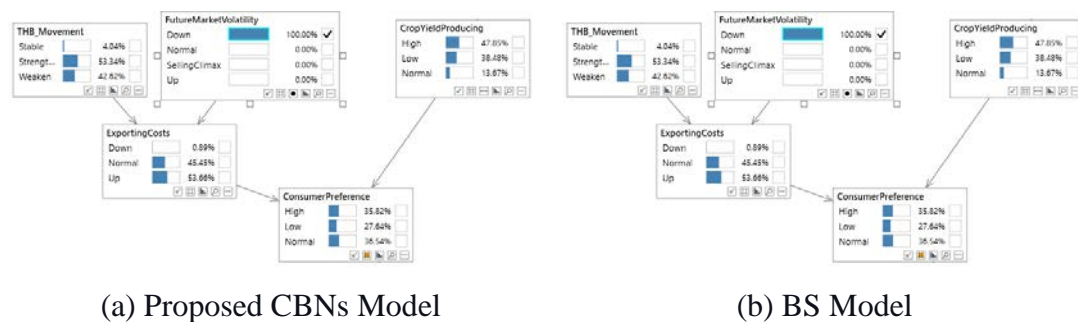 THB_Movement
Stable 4.04%
Strengt... 53.34%
Weaken 42.62%
FutureMarketVolatility
Down 100.00%
Normal 0.00%
SellingClimax 0.00%
Up 0.00%
CropYieldProducing
High 47.85%
Low 38.48%
Normal 13.67%
ExportingCosts
Down 0.89%
Normal 45.45%
Up 53.66%
ConsumerPreference
High 35.82%
Low 27.64%
Normal 36.54%
(a) Proposed CBNs Model
THB_Movement
Stable 4.04%
Strengt... 53.34%
Weaken 42.62%
FutureMarketVolatility
Down 100.00%
Normal 0.00%
SellingClimax 0.00%
Up 0.00%
CropYieldProducing
High 47.85%
Low 38.48%
Normal 13.67%
ExportingCosts
Down 0.89%
Normal 45.45%
Up 53.66%
ConsumerPreference
High 35.82%
Low 27.64%
Normal 36.54%
(b) BS Model